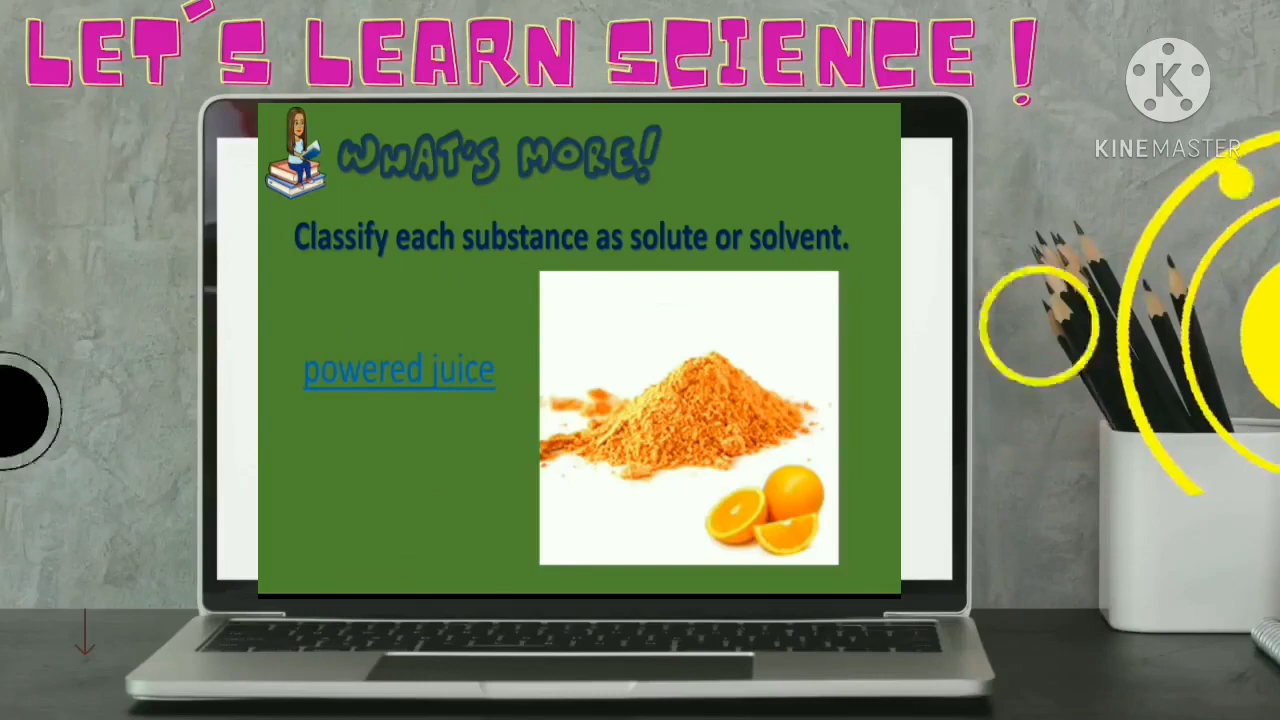 LET'S LEARN SCIENCE !
K
KINEMASTER
WHAT'S MORE!
Classify each substance as solute or solvent.
powered juice